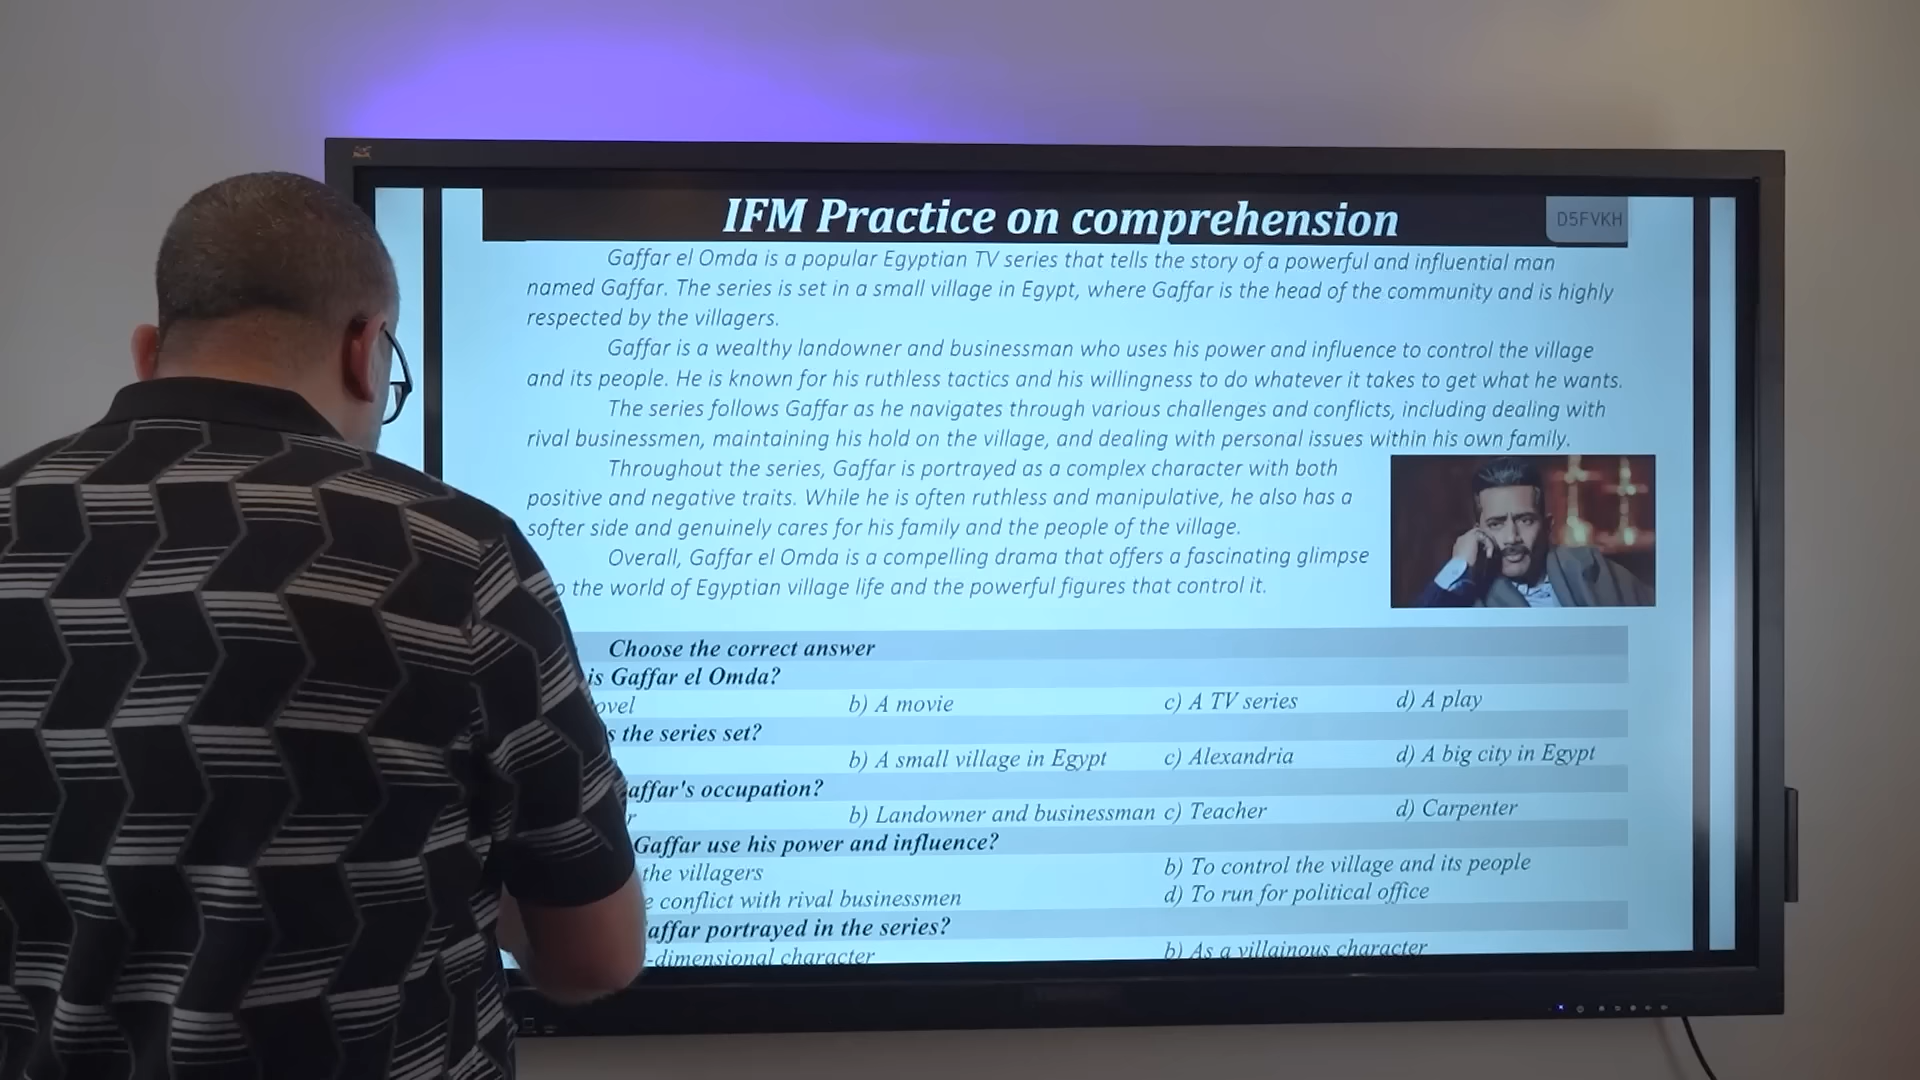 IFM Practice on comprehension
D5FVKH
Gaffar el Omda is a popular Egyptian TV series that tells the story of a powerful and influential man
named Gaffar. The series is set in a small village in Egypt, where Gaffar is the head of the community and is highly
respected by the villagers.
Gaffar is a wealthy landowner and businessman who uses his power and influence to control the village
and its people. He is known for his ruthless tactics and his willingness to do whatever it takes to get what he wants.
The series follows Gaffar as he navigates through various challenges and conflicts, including dealing with
rival businessmen, maintaining his hold on the village, and dealing with personal issues within his own family.
Throughout the series, Gaffar is portrayed as a complex character with both
positive and negative traits. While he is often ruthless and manipulative, he also has a
softer side and genuinely cares for his family and the people of the village.
Overall, Gaffar el Omda is a compelling drama that offers a fascinating glimpse
the world of Egyptian village life and the powerful figures that control it.
Choose the correct answer
is Gaffar el Omda?
ovel b) A movie c) A TV series d) A play
s the series set?
b) A small village in Egypt c) Alexandria d) A big city in Egypt
affar's occupation?
r b) Landowner and businessman c) Teacher d) Carpenter
Gaffar use his power and influence?
the villagers b) To control the village and its people
e conflict with rival businessmen d) To run for political office
affar portrayed in the series?
-dimensional character b) As a villainous character